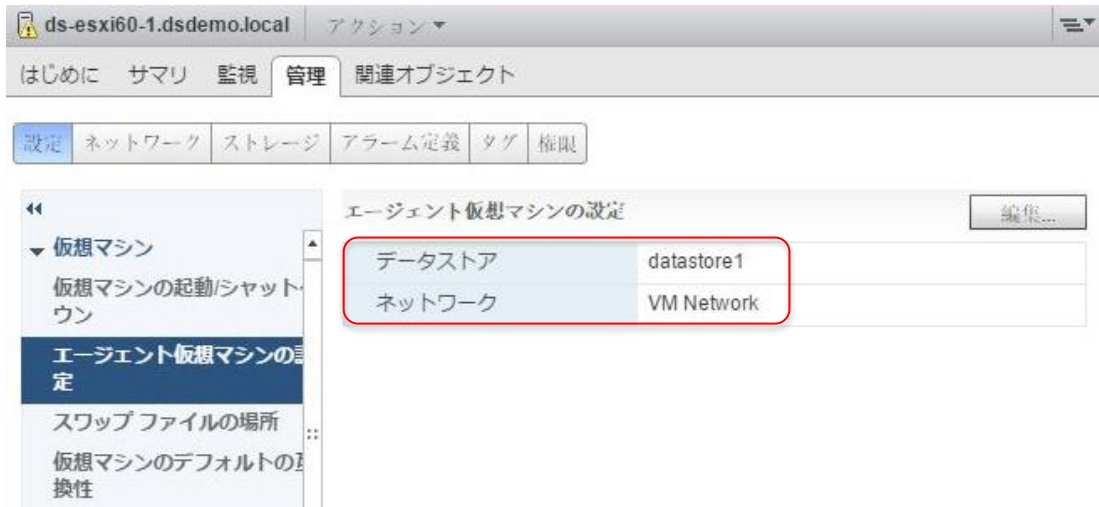 ds-esxi60-1.dsdemo.local アクション
はじめに サマリ 監視 管理 関連オブジェクト
設定 ネットワーク ストレージ アラーム定義 タグ 権限
エージェント仮想マシンの設定 編集...
仮想マシン
仮想マシンの起動/シャット
ウン
エージェント仮想マシンの
定
スワップ ファイルの場所
仮想マシンのデフォルトの
換性
データストア datastore1
ネットワーク VM Network